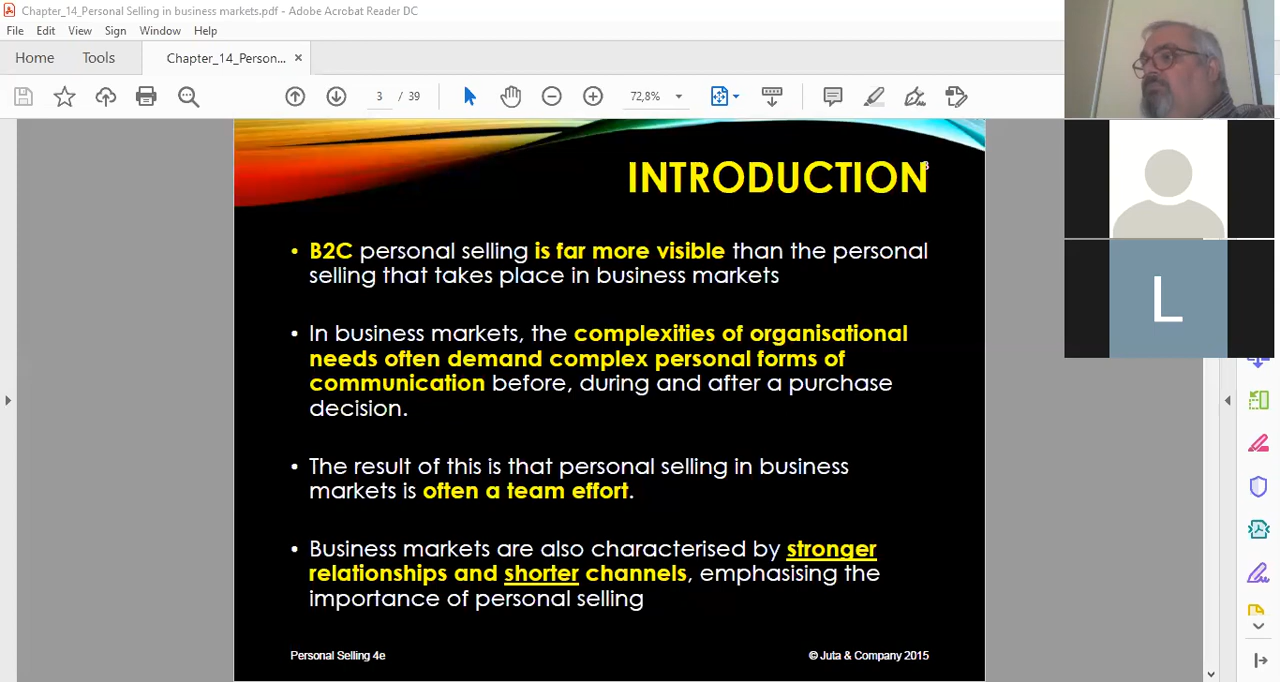 Chapter_14_Personal Selling in business markets.pdf - Adobe Acrobat Reader DC
File Edit View Sign Window Help
Home Tools Chapter_14_Person... ×
3 / 39 72,8%
3
INTRODUCTION
• B2C personal selling is far more visible than the personal
selling that takes place in business markets
• In business markets, the complexities of organisational
needs often demand complex personal forms of
communication before, during and after a purchase
decision.
• The result of this is that personal selling in business
markets is often a team effort.
• Business markets are also characterised by stronger
relationships and shorter channels, emphasising the
importance of personal selling
Personal Selling 4e © Juta & Company 2015
L